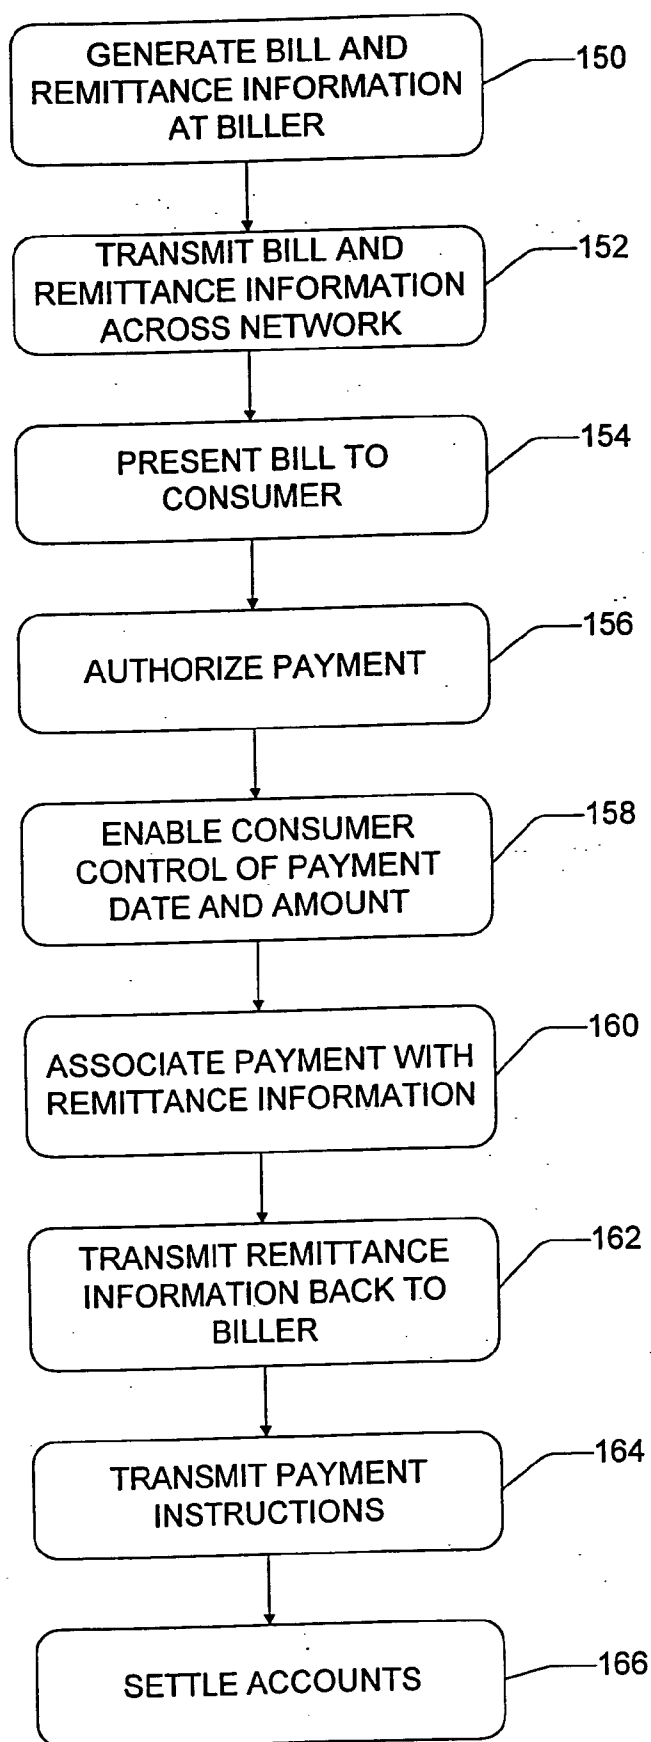 GENERATE BILL AND
REMITTANCE INFORMATION
AT BILLER
150
TRANSMIT BILL AND
REMITTANCE INFORMATION
ACROSS NETWORK
152
PRESENT BILL TO
CONSUMER
154
AUTHORIZE PAYMENT
156
ENABLE CONSUMER
CONTROL OF PAYMENT
DATE AND AMOUNT
158
ASSOCIATE PAYMENT WITH
REMITTANCE INFORMATION
160
TRANSMIT REMITTANCE
INFORMATION BACK TO
BILLER
162
TRANSMIT PAYMENT
INSTRUCTIONS
164
SETTLE ACCOUNTS
166